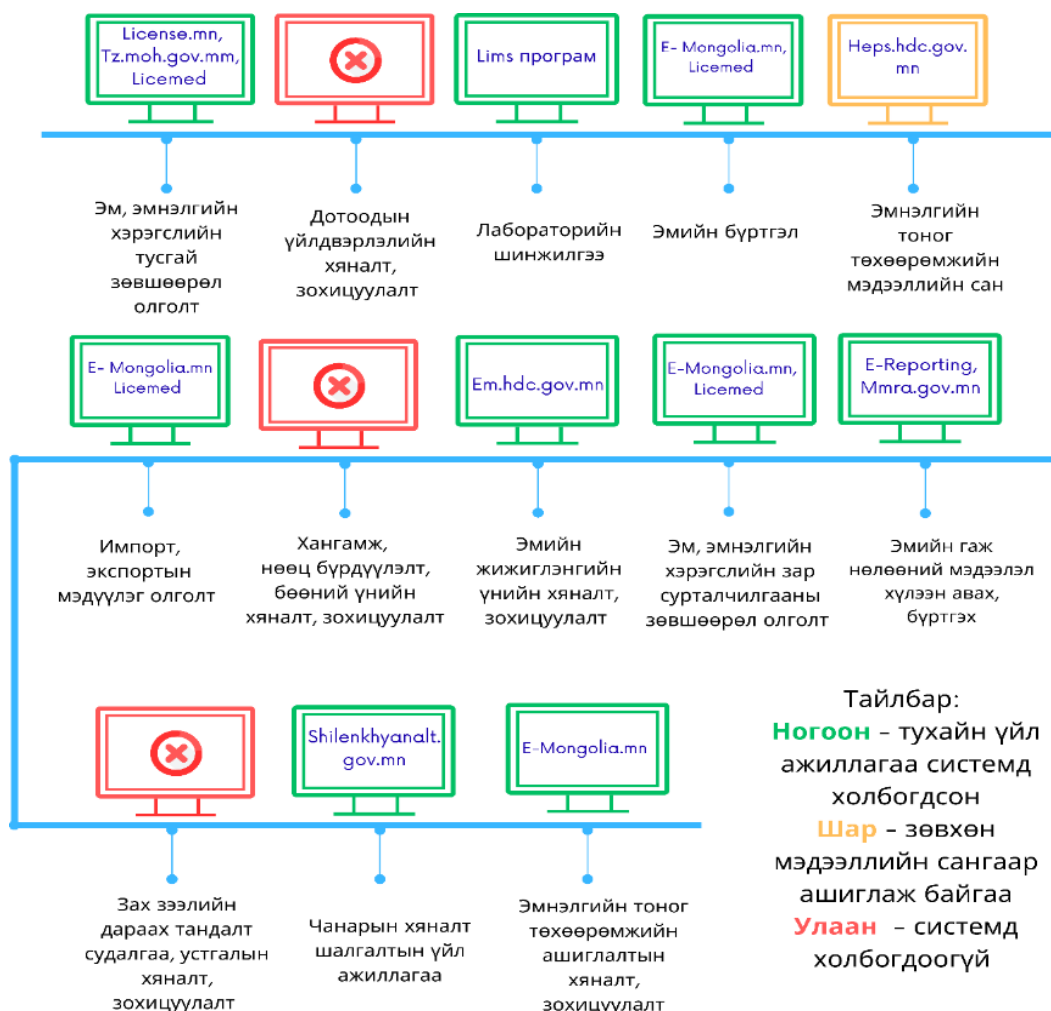 License.mn,
Tz.moh.gov.mm,
Licemed
Lims програм
E- Mongolia.mn,
Licemed
Heps.hdc.gov.
mn
Эм, эмнэлгийн
хэрэгслийн
тусгай
зөвшөөрөл
олголт
Дотоодын
үйлдвэрлэлийн
хяналт,
зохицуулалт
Лабораторийн
шинжилгээ
Эмийн бүртгэл
Эмнэлгийн
тоног
төхөөрөмжийн
мэдээллийн сан
E- Mongolia.mn
Licemed
Em.hdc.gov.mn
E-Mongolia.mn,
Licemed
E-Reporting,
Mmra.gov.mn
Импорт,
экспортын
мэдүүлэг олголт
Хангамж,
нөөц бүрдүүлэлт,
бөөний үнийн
хяналт, зохицуулалт
Эмийн
жижиглэнгийн
үнийн хяналт,
зохицуулалт
Эм, эмнэлгийн
хэрэгслийн зар
сурталчилгааны
зөвшөөрөл олголт
Эмийн гаж
нөлөөний мэдээлэл
хүлээн авах,
бүртгэх
Shilenkhyanalt.
gov.mn
E-Mongolia.mn
Зах зээлийн
дараах тандалт
судалгаа, устгалын
хяналт,
зохицуулалт
Чанарын хяналт
шалгалтын үйл
ажиллагаа
Эмнэлгийн тоног
төхөөрөмжийн
ашиглалтын
хяналт,
зохицуулалт
Тайлбар:
Ногоон – тухайн үйл
ажиллагаа системд
холбогдсон
Шар – зөвхөн
мэдээллийн сангаар
ашиглаж байгаа
Улаан – системд
холбогдоогүй